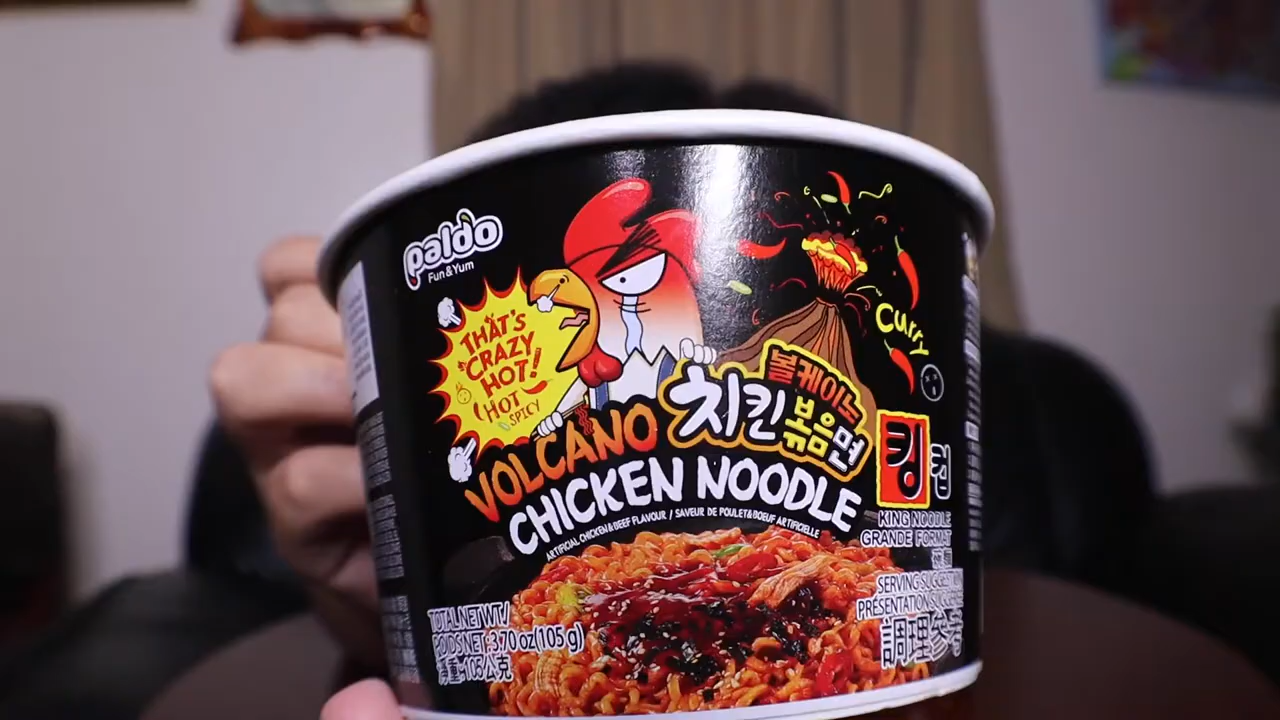 paldo
Fun & Yum
THAT'S
CRAZY
HOT!
HOT
SPICY
Curry
볼케이노
치킨볶음면
VOLCANO
CHICKEN NOODLE
ARTIFICIAL CHICKEN & BEEF FLAVOUR / SAVEUR DE POULET & BOEUF ARTIFICIELLE
킹컵
KING NOODLE
GRANDE FORMAT
SERVING SUGGESTION
PRÉSENTATION
調理參考
TOTAL NET WT/
POIDS NET: 3.70 oz (105 g)
淨重: 105公克